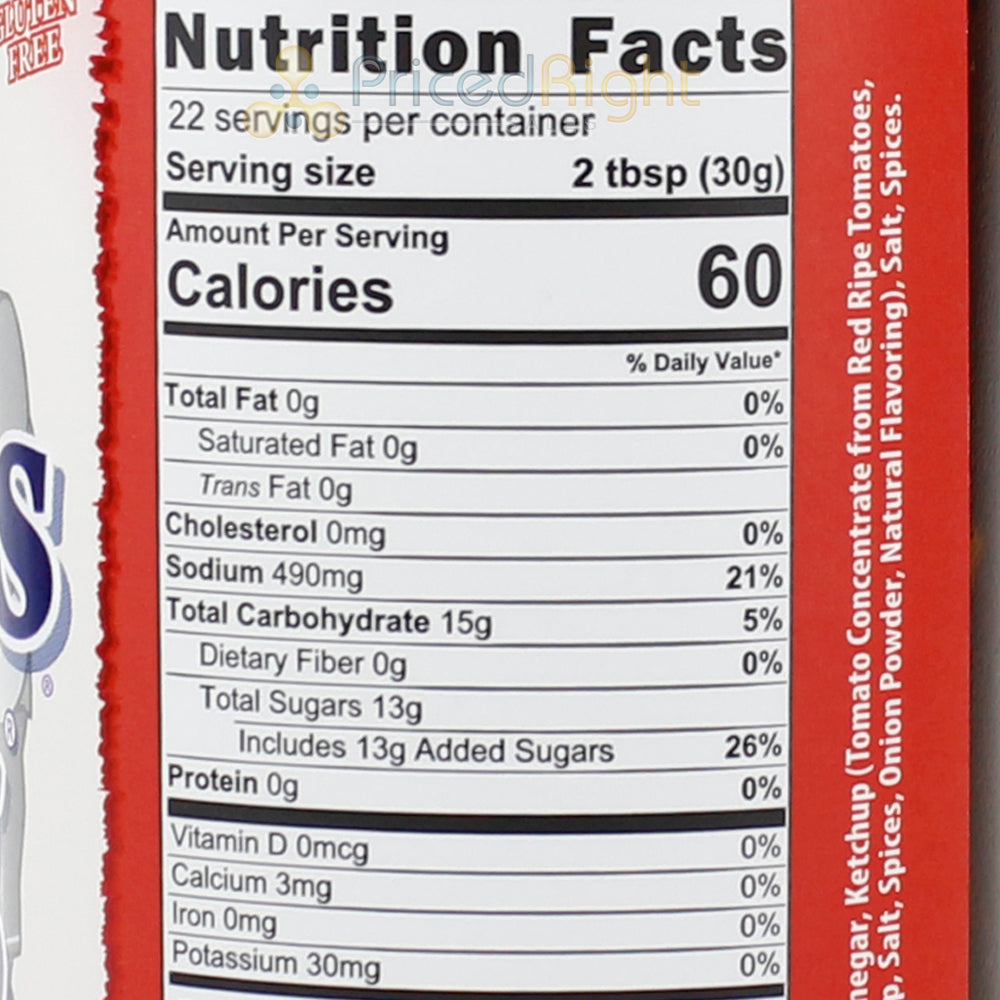 GLUTEN
FREE
S
®
®
Nutrition Facts
PricedRight
22 servings per container
Serving size 2 tbsp (30g)
Amount Per Serving
Calories 60
% Daily Value*
Total Fat 0g 0%
Saturated Fat 0g 0%
Trans Fat 0g
Cholesterol 0mg 0%
Sodium 490mg 21%
Total Carbohydrate 15g 5%
Dietary Fiber 0g 0%
Total Sugars 13g
Includes 13g Added Sugars 26%
Protein 0g 0%
Vitamin D 0mcg 0%
Calcium 3mg 0%
Iron 0mg 0%
Potassium 30mg 0%
negar, Ketchup (Tomato Concentrate from Red Ripe Tomatoes,
p, Salt, Spices, Onion Powder, Natural Flavoring), Salt, Spices.